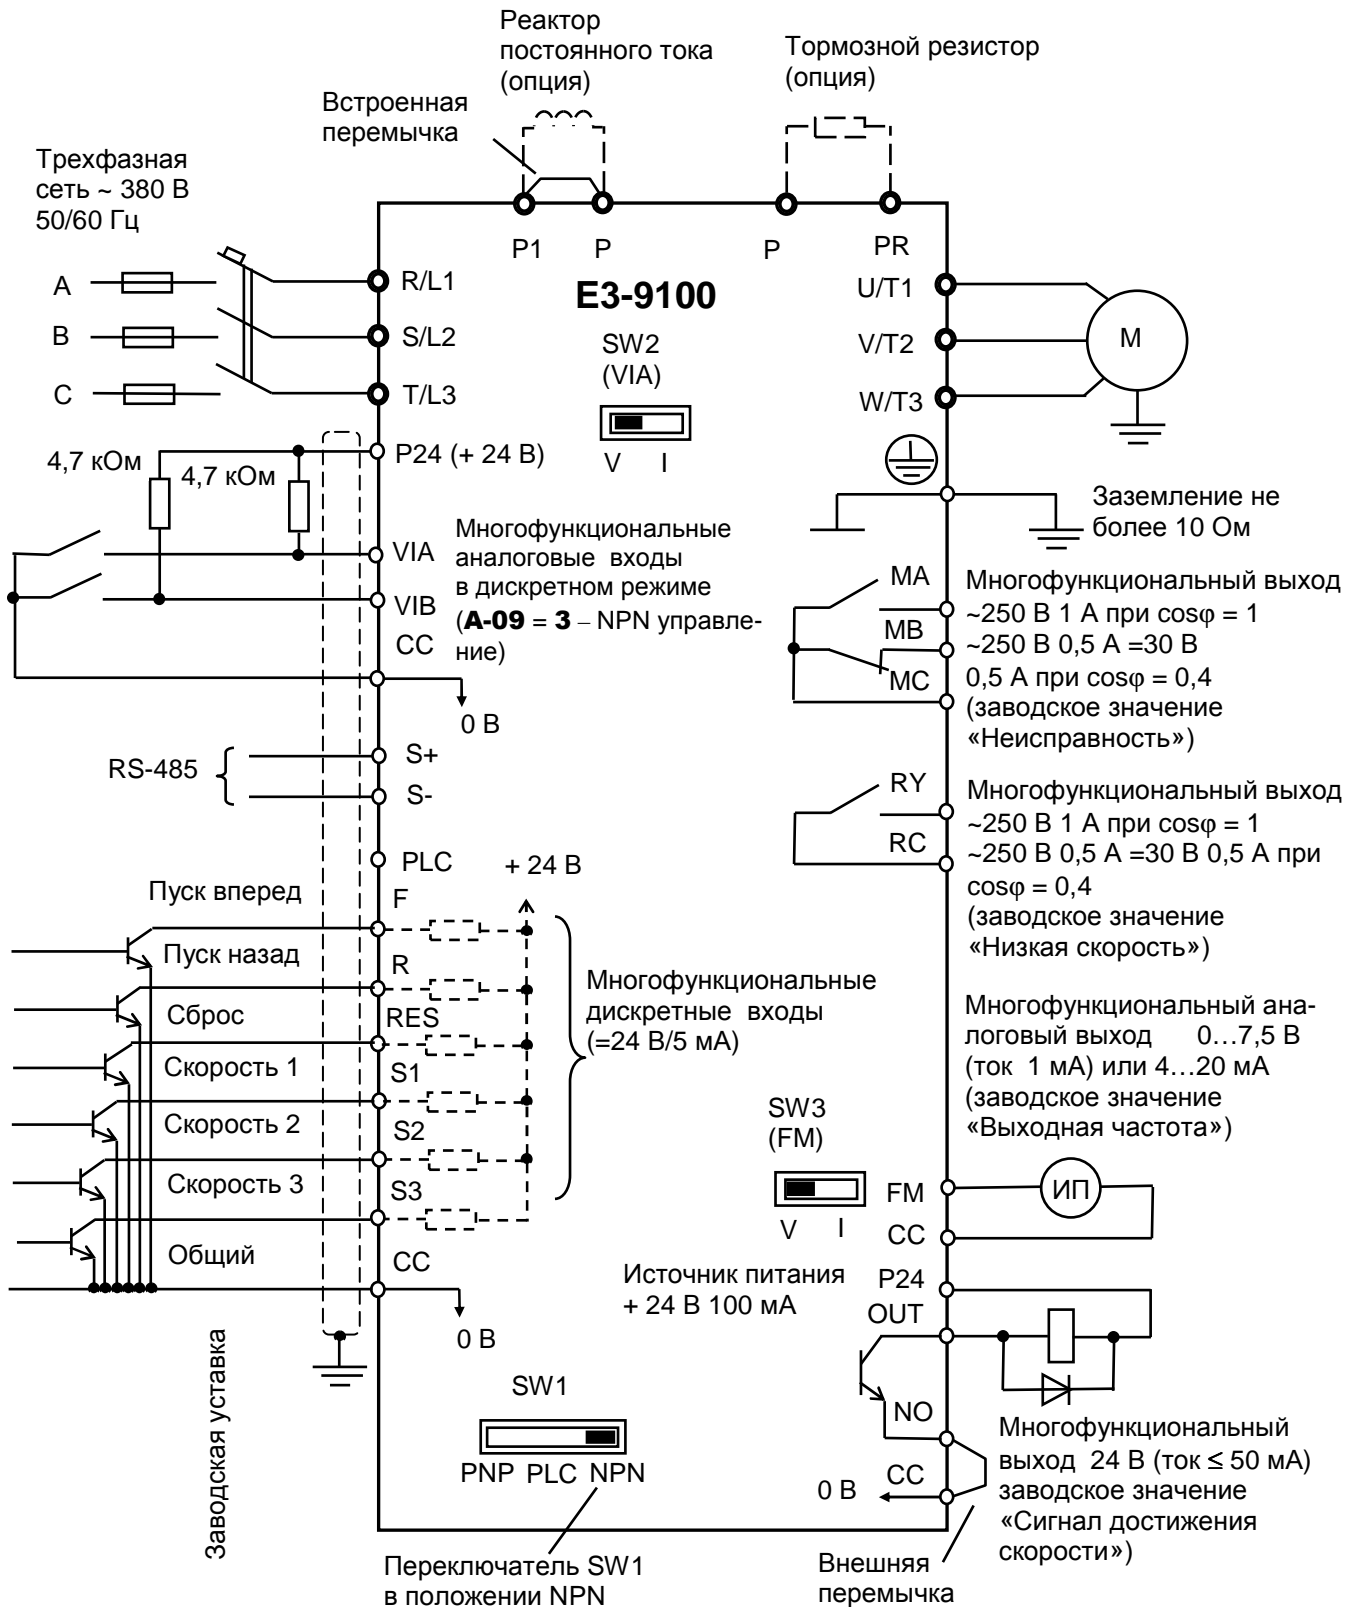 Реактор
постоянного тока
(опция)
Тормозной резистор
(опция)
Встроенная
перемычка
Трехфазная
сеть ~ 380 В
50/60 Гц
P1
P
P
PR
A
R/L1
E3-9100
U/T1
B
S/L2
SW2
(VIA)
V/T2
M
C
T/L3
W/T3
V I
4,7 кОм
4,7 кОм
P24 (+ 24 В)
Заземление не
более 10 Ом
VIA
VIB
CC
0 В
Многофункциональные
аналоговые входы
в дискретном режиме
(A-09 = 3 – NPN управле-
ние)
MA
MB
MC
Многофункциональный выход
~250 В 1 А при cosφ = 1
~250 В 0,5 А =30 В
0,5 А при cosφ = 0,4
(заводское значение
«Неисправность»)
RS-485
S+
S-
RY
RC
Многофункциональный выход
~250 В 1 А при cosφ = 1
~250 В 0,5 А =30 В 0,5 А при
cosφ = 0,4
(заводское значение
«Низкая скорость»)
PLC
+ 24 В
Пуск вперед
F
Пуск назад
R
Сброс
RES
Скорость 1
S1
Скорость 2
S2
Скорость 3
S3
Общий
CC
0 В
Многофункциональные
дискретные входы
(=24 В/5 мА)
Многофункциональный ана-
логовый выход 0…7,5 В
(ток 1 мА) или 4…20 мА
(заводское значение
«Выходная частота»)
SW3
(FM)
V I
FM
ИП
CC
Источник питания
+ 24 В 100 мА
P24
OUT
NO
CC
0 В
Многофункциональный
выход 24 В (ток ≤ 50 мА)
заводское значение
«Сигнал достижения
скорости»)
Заводская уставка
SW1
PNP PLC NPN
Переключатель SW1
в положении NPN
Внешняя
перемычка